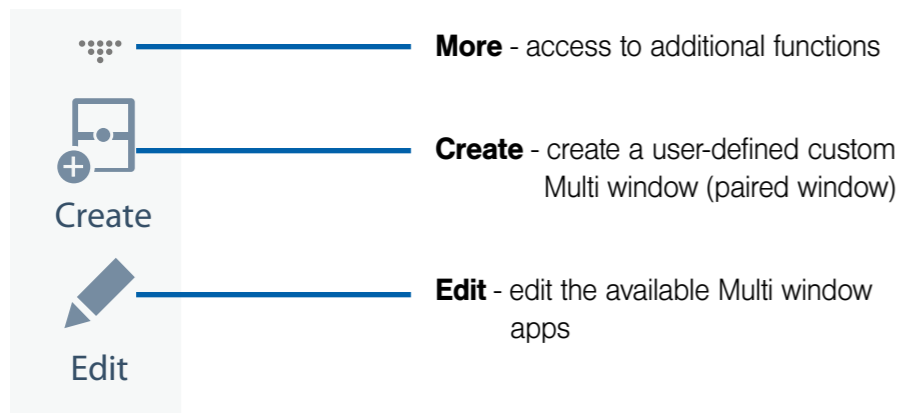 More - access to additional functions
Create - create a user-defined custom
Multi window (paired window)
Create
Edit - edit the available Multi window
apps
Edit